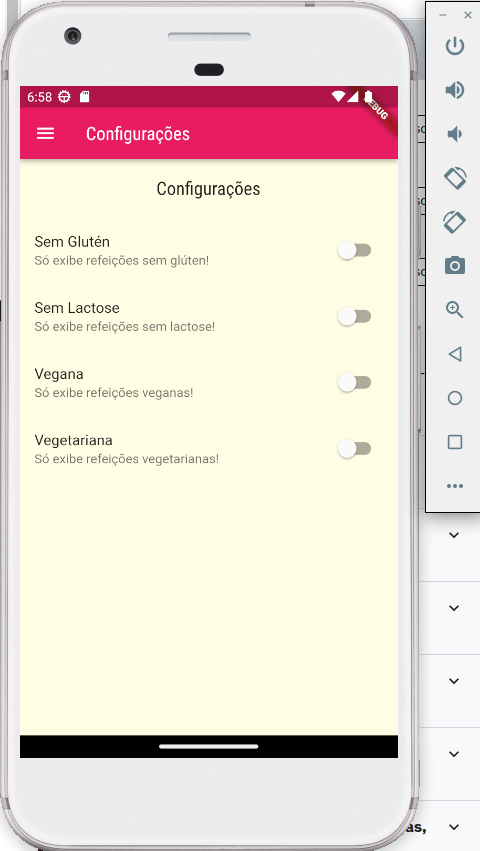 6:58
DEBUG
Configurações
Configurações
Sem Glutén
Só exibe refeições sem glúten!
Sem Lactose
Só exibe refeições sem lactose!
Vegana
Só exibe refeições veganas!
Vegetariana
Só exibe refeições vegetarianas!
as,